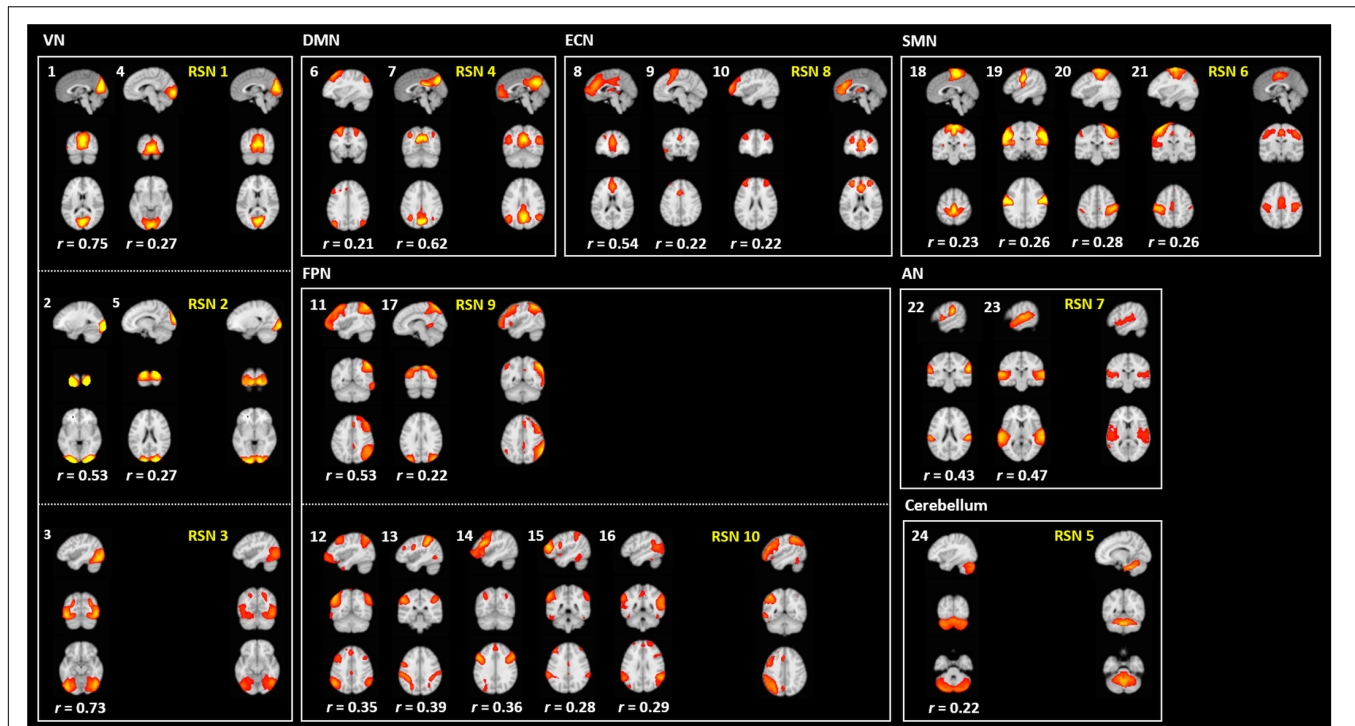 VN
1 4 RSN 1
r = 0.75 r = 0.27
2 5 RSN 2
r = 0.53 r = 0.27
3 RSN 3
r = 0.73
DMN
6 7 RSN 4
r = 0.21 r = 0.62
ECN
8 9 10 RSN 8
r = 0.54 r = 0.22 r = 0.22
SMN
18 19 20 21 RSN 6
r = 0.23 r = 0.26 r = 0.28 r = 0.26
FPN
11 17 RSN 9
r = 0.53 r = 0.22
12 13 14 15 16 RSN 10
r = 0.35 r = 0.39 r = 0.36 r = 0.28 r = 0.29
AN
22 23 RSN 7
r = 0.43 r = 0.47
Cerebellum
24 RSN 5
r = 0.22